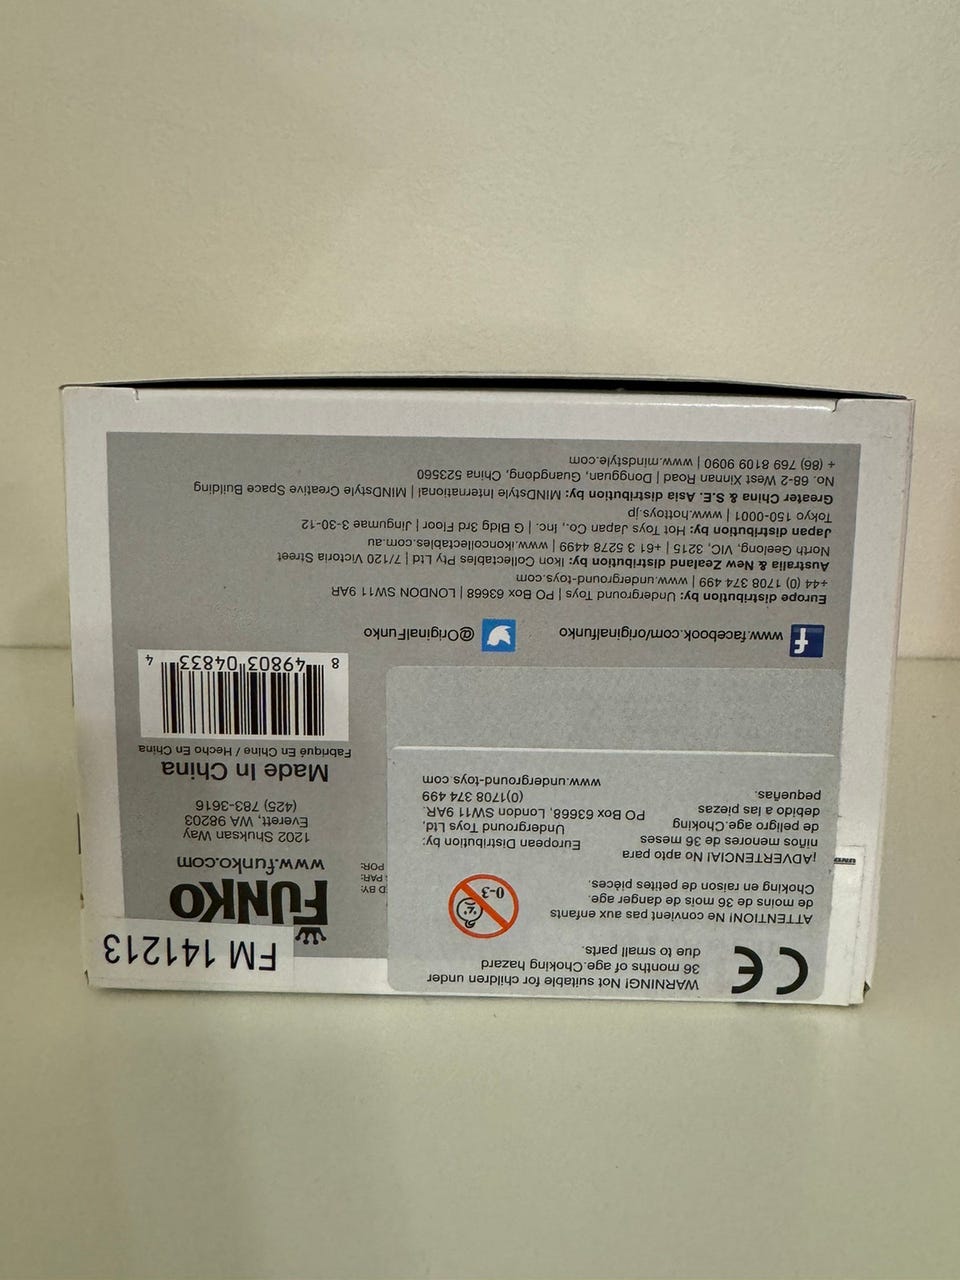 WARNING! Not suitable for children under
36 months of age.Choking hazard
due to small parts.
CE
ATTENTION! Ne convient pas aux enfants
de moins de 36 mois de danger age.
Choking en raison de petites pièces.
0-3
¡ADVERTENCIA! No apto para
niños menores de 36 meses
de peligro age.Choking
debido a las piezas
pequeñas.
European Distribution by:
Underground Toys Ltd,
PO Box 63668, London SW11 9AR.
(0)1708 374 499
www.underground-toys.com
FM 141213
FUNKO
www.funko.com
1202 Shuksan Way
Everett, WA 98203
(425) 783-3616
Made In China
Fabriqué En Chine / Hecho En China
8 49803 04833 4
D BY:
PAR:
POR:
www.facebook.com/originalfunko
@OriginalFunko
Europe distribution by: Underground Toys | PO Box 63668 | LONDON SW11 9AR
+44 (0) 1708 374 499 | www.underground-toys.com
Australia & New Zealand distribution by: Ikon Collectables Pty Ltd | 7/120 Victoria Street
North Geelong, VIC, 3215 | +61 3 5278 4499 | www.ikoncollectables.com.au
Japan distribution by: Hot Toys Japan Co., Inc. | G Bldg 3rd Floor | Jingumae 3-30-12
Tokyo 150-0001 | www.hottoys.jp
Greater China & S.E. Asia distribution by: MINDstyle International | MINDstyle Creative Space Building
No. 68-2 West Xinnan Road | Dongguan, Guangdong, China 523560
+ (86) 769 8109 9090 | www.mindstyle.com